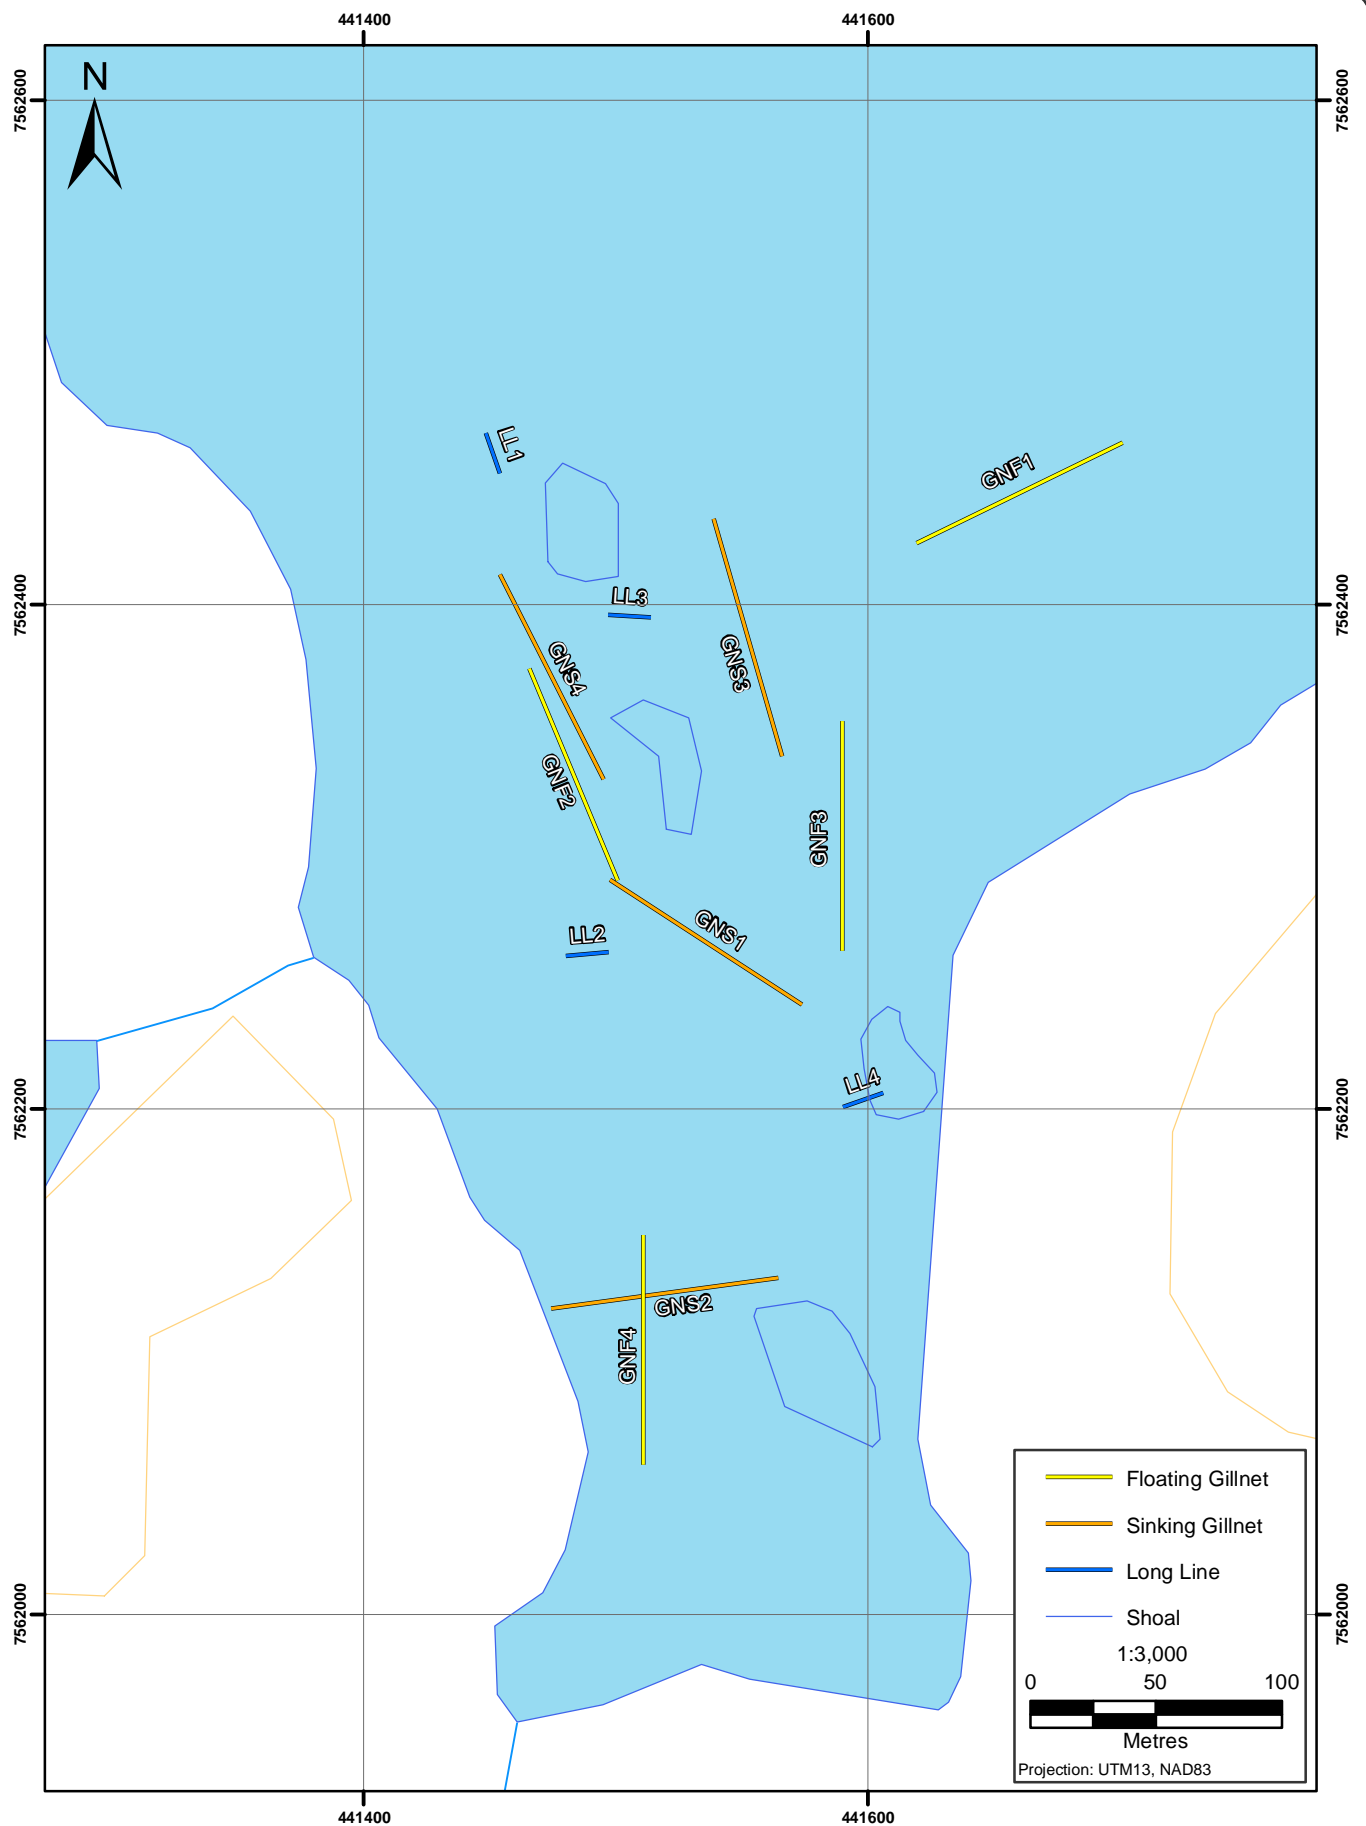 441400
441600
N
7562600
7562600
LL1
GNF1
LL3
7562400
7562400
GNS4
GNS3
GNF2
GNF3
GNS1
LL2
LL4
7562200
7562200
GNS2
GNF4
Floating Gillnet
Sinking Gillnet
Long Line
Shoal
7562000
7562000
1:3,000
0 50 100
Metres
Projection: UTM13, NAD83
441400
441600